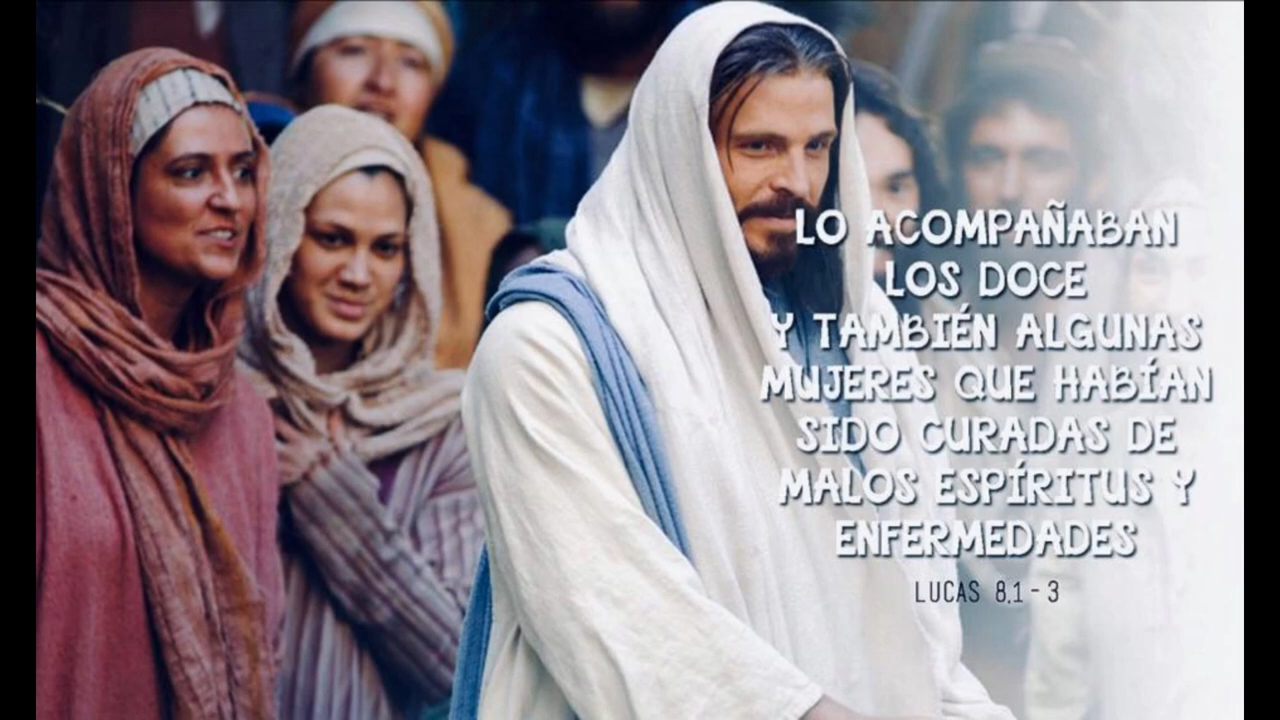 LO ACOMPAÑABAN
LOS DOCE
Y TAMBIÉN ALGUNAS
MUJERES QUE HABÍAN
SIDO CURADAS DE
MALOS ESPÍRITUS Y
ENFERMEDADES
LUCAS 8,1-3